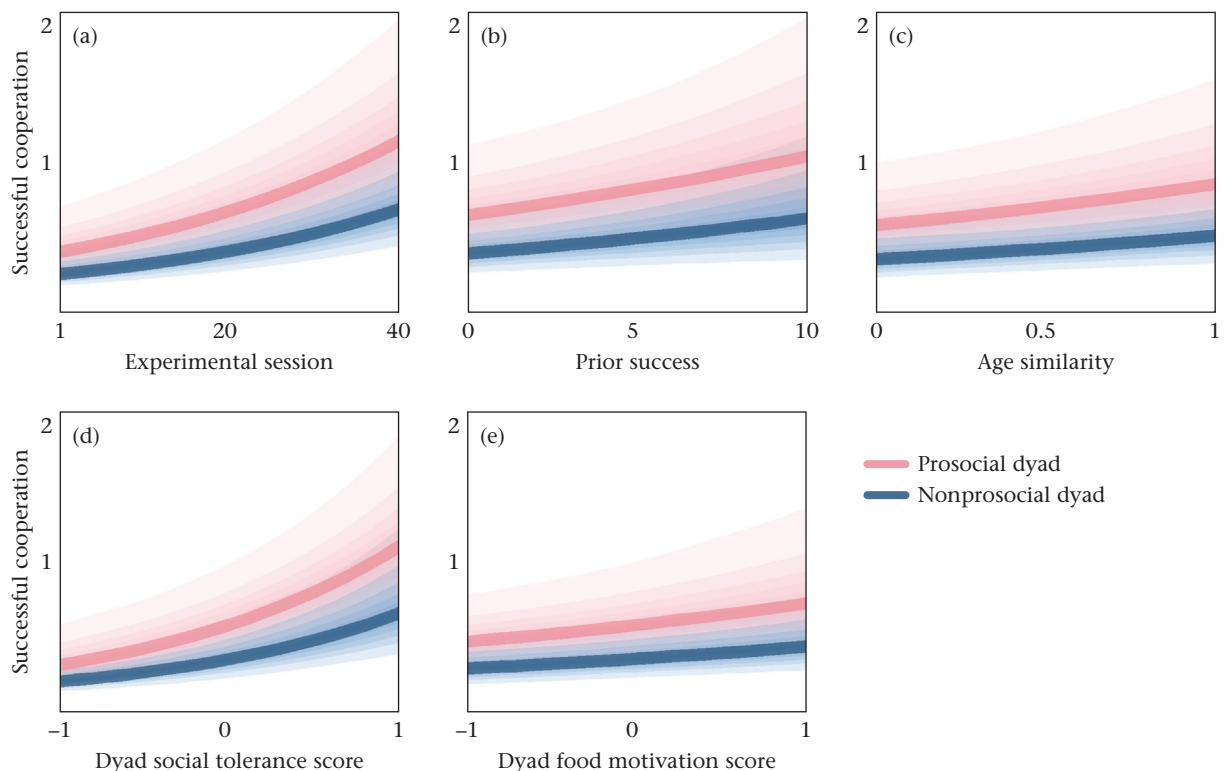 2
(a)
(b)
(c)
1
Successful cooperation
1
20
40
Experimental session
2
1
0
5
10
Prior success
2
1
0
0.5
1
Age similarity
2
(d)
(e)
1
Successful cooperation
–1
0
1
Dyad social tolerance score
2
1
–1
0
1
Dyad food motivation score
Prosocial dyad
Nonprosocial dyad